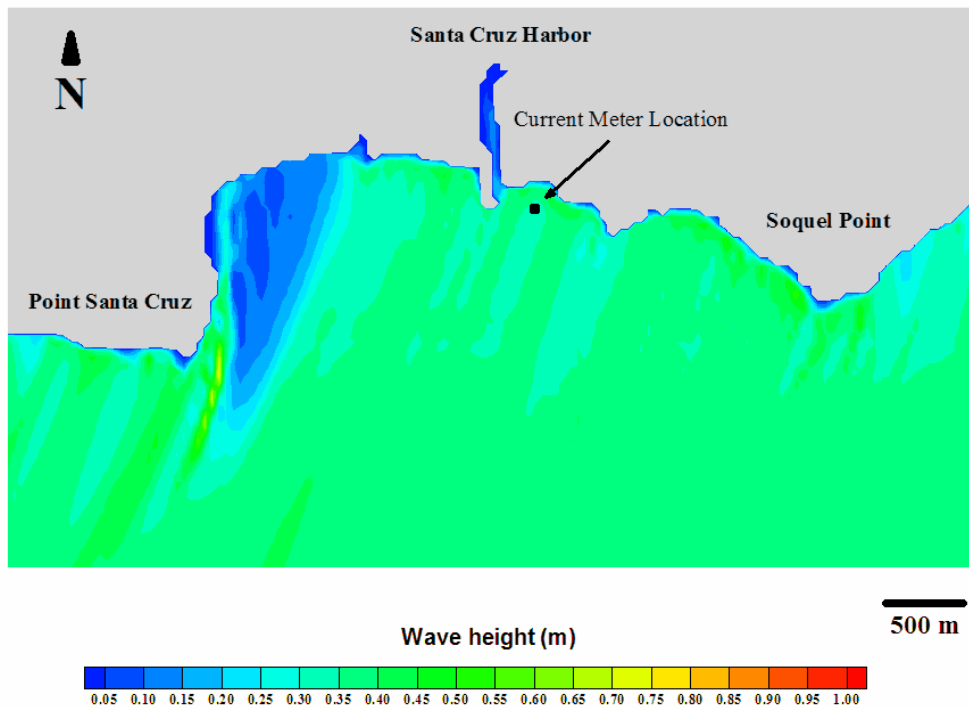 Santa Cruz Harbor
N
Current Meter Location
Soquel Point
Point Santa Cruz
500 m
Wave height (m)
0.05 0.10 0.15 0.20 0.25 0.30 0.35 0.40 0.45 0.50 0.55 0.60 0.65 0.70 0.75 0.80 0.85 0.90 0.95 1.00